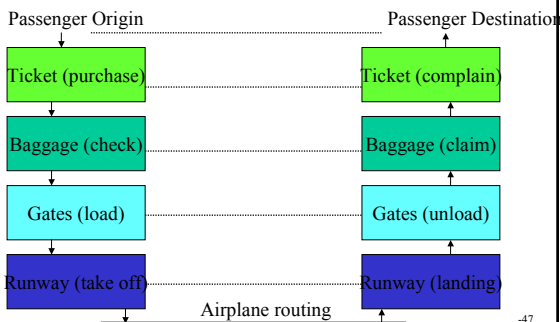 Passenger Origin
Passenger Destination
Ticket (purchase)
Ticket (complain)
Baggage (check)
Baggage (claim)
Gates (load)
Gates (unload)
Runway (take off)
Runway (landing)
Airplane routing
-47